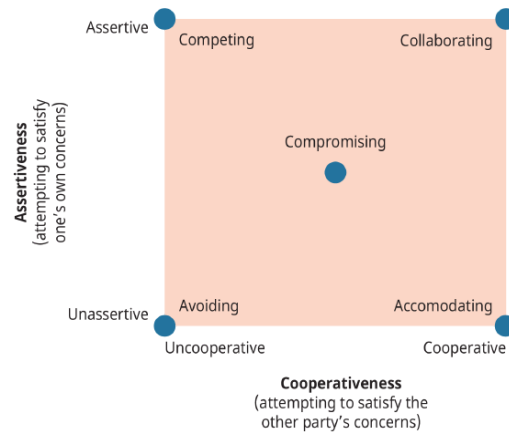 Assertive
Competing
Collaborating
Assertiveness
(attempting to satisfy
one's own concerns)
Compromising
Unassertive
Avoiding
Accomodating
Uncooperative
Cooperative
Cooperativeness
(attempting to satisfy the
other party's concerns)